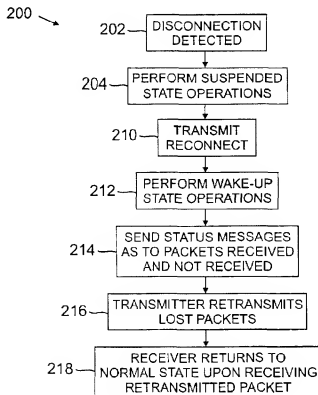 200
202
DISCONNECTION
DETECTED
204
PERFORM SUSPENDED
STATE OPERATIONS
210
TRANSMIT
RECONNECT
212
PERFORM WAKE-UP
STATE OPERATIONS
214
SEND STATUS MESSAGES
AS TO PACKETS RECEIVED
AND NOT RECEIVED
216
TRANSMITTER RETRANSMITS
LOST PACKETS
218
RECEIVER RETURNS TO
NORMAL STATE UPON RECEIVING
RETRANSMITTED PACKET